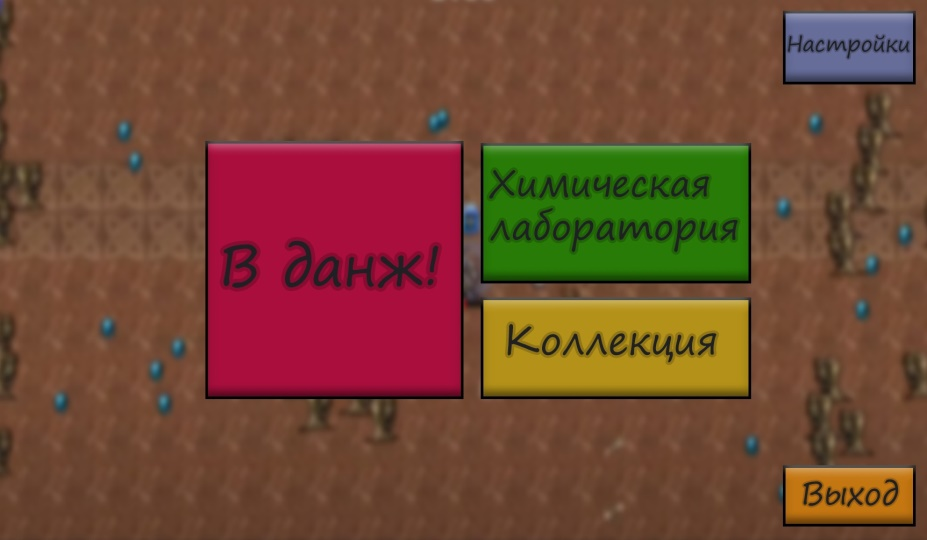 Настройки
В данж!
Химическая
лаборатория
Коллекция
Выход